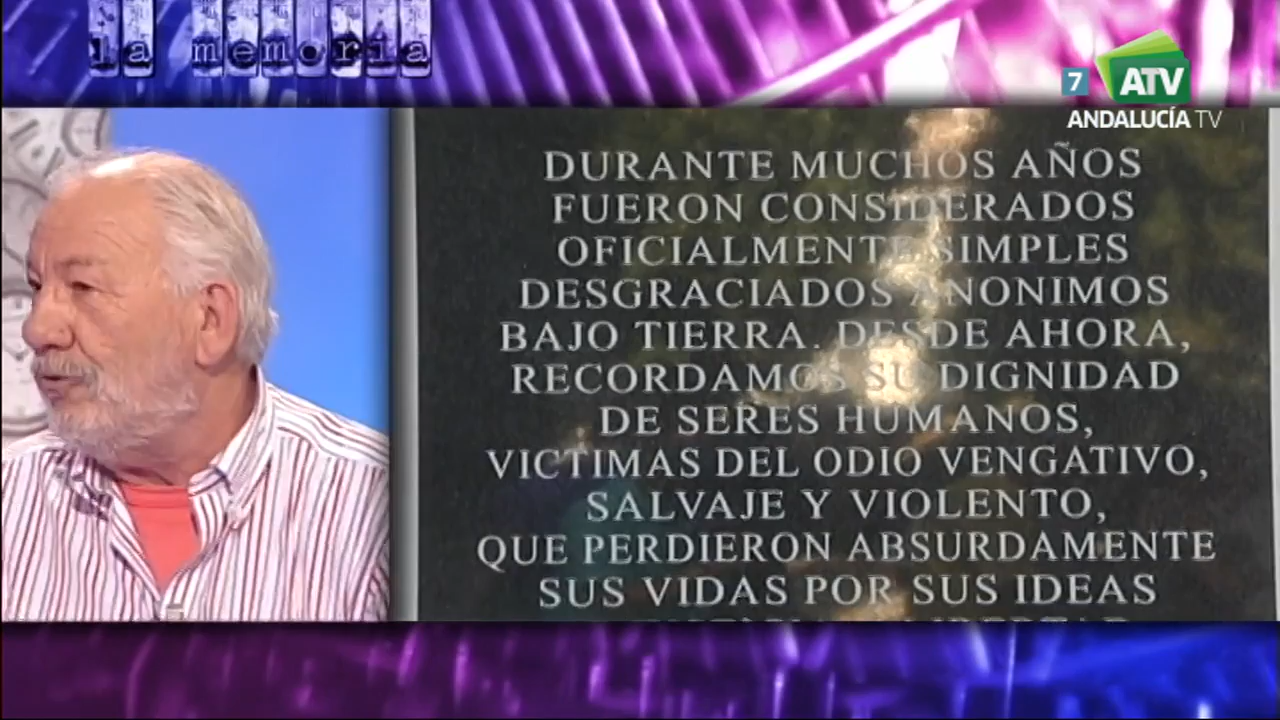 la memoria
7
ATV
ANDALUCÍA TV
DURANTE MUCHOS AÑOS
FUERON CONSIDERADOS
OFICIALMENTE SIMPLES
DESGRACIADOS ANONIMOS
BAJO TIERRA. DESDE AHORA,
RECORDAMOS SU DIGNIDAD
DE SERES HUMANOS,
VICTIMAS DEL ODIO VENGATIVO,
SALVAJE Y VIOLENTO,
QUE PERDIERON ABSURDAMENTE
SUS VIDAS POR SUS IDEAS